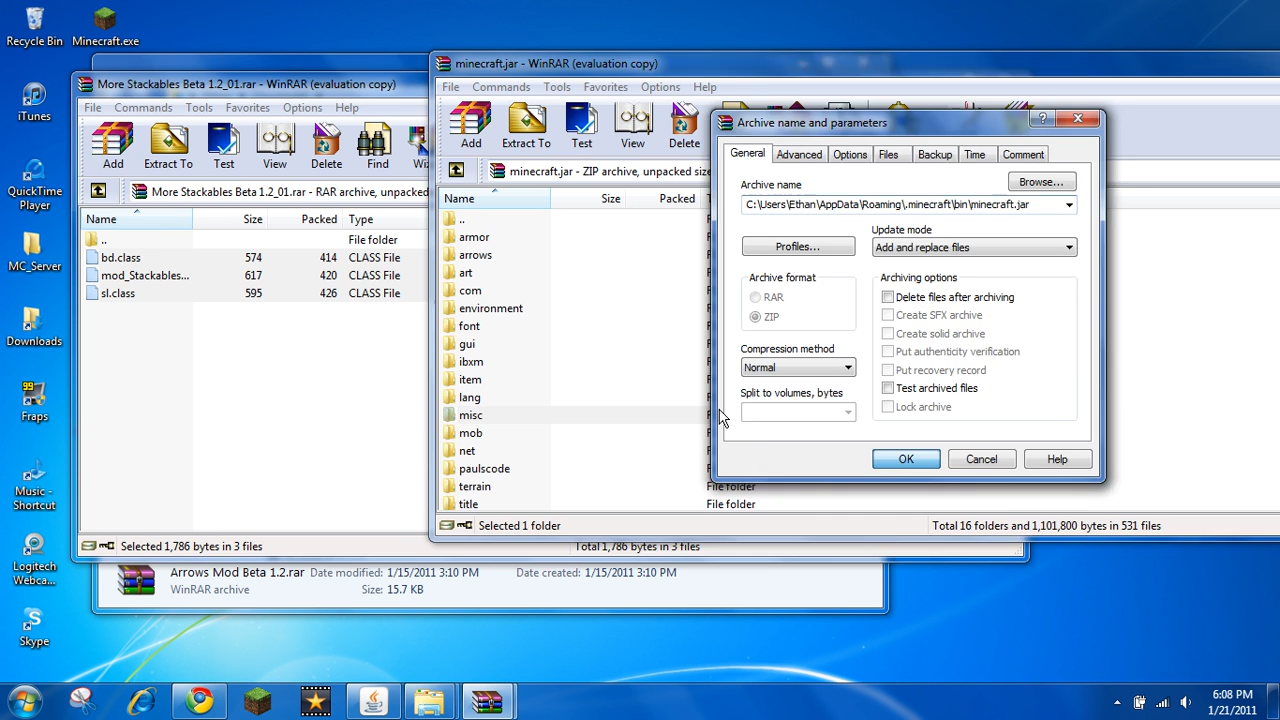 Recycle Bin
Minecraft.exe
iTunes
QuickTime
Player
MC_Server
Downloads
99
Fraps
Music -
Shortcut
Logitech
Webca...
Skype
More Stackables Beta 1.2_01.rar - WinRAR (evaluation copy)
File Commands Tools Favorites Options Help
Add Extract To Test View Delete Find
More Stackables Beta 1.2_01.rar - RAR archive, unpacked
Name Size Packed Type
.. File folder
bd.class 574 414 CLASS File
mod_Stackables... 617 420 CLASS File
sl.class 595 426 CLASS File
Selected 1,786 bytes in 3 files
Total 1,786 bytes in 3 files
Arrows Mod Beta 1.2.rar Date modified: 1/15/2011 3:10 PM Date created: 1/15/2011 3:10 PM
WinRAR archive Size: 15.7 KB
minecraft.jar - WinRAR (evaluation copy)
File Commands Tools Favorites Options Help
Add Extract To Test View Delete
minecraft.jar - ZIP archive, unpacked size
Name Size Packed
..
armor
arrows
art
com
environment
font
gui
ibxm
item
lang
misc
mob
net
paulscode
terrain File folder
title File folder
Selected 1 folder
Total 16 folders and 1,101,800 bytes in 531 files
Archive name and parameters
General Advanced Options Files Backup Time Comment
Archive name
Browse...
C:\Users\Ethan\AppData\Roaming\.minecraft\bin\minecraft.jar
Update mode
Profiles...
Add and replace files
Archive format
RAR
ZIP
Archiving options
Delete files after archiving
Create SFX archive
Create solid archive
Put authenticity verification
Put recovery record
Test archived files
Lock archive
Compression method
Normal
Split to volumes, bytes
OK Cancel Help
6:08 PM
1/21/2011